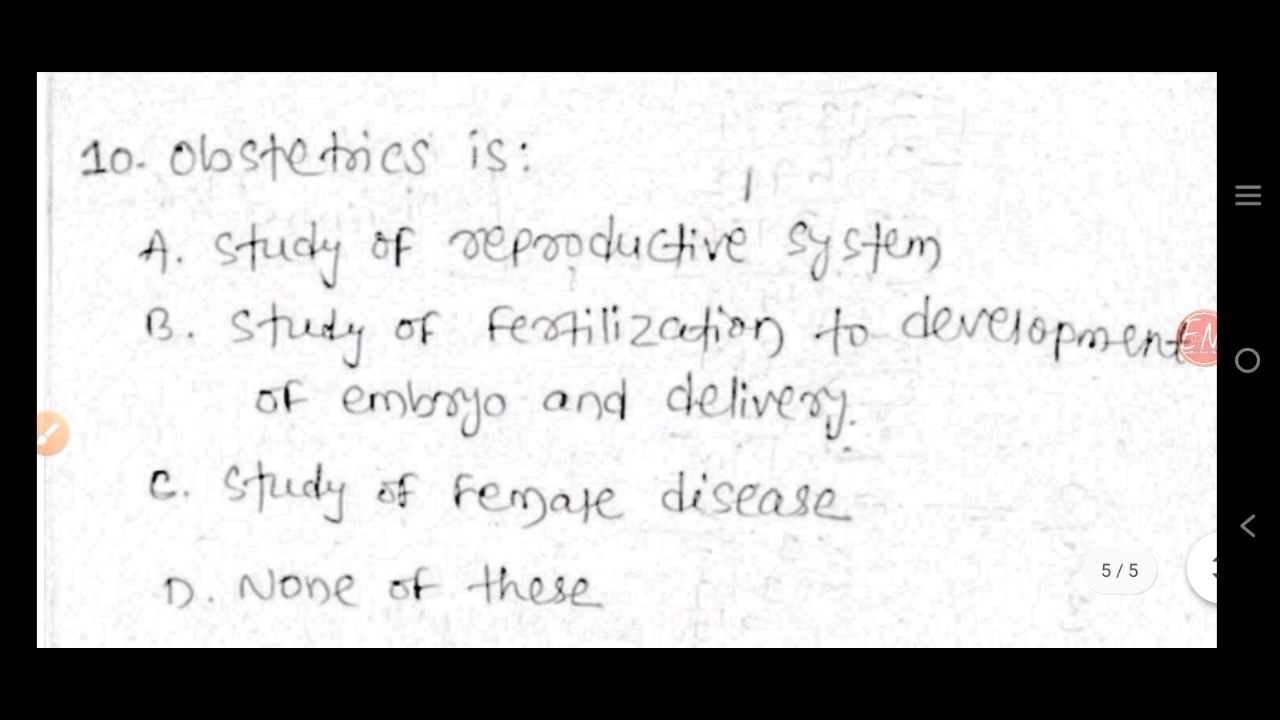 10. Obstetrics is:
A. Study of reproductive system
B. Study of Fertilization to development
of embryo and delivery.
C. Study of Female disease
D. None of these
5 / 5
EN